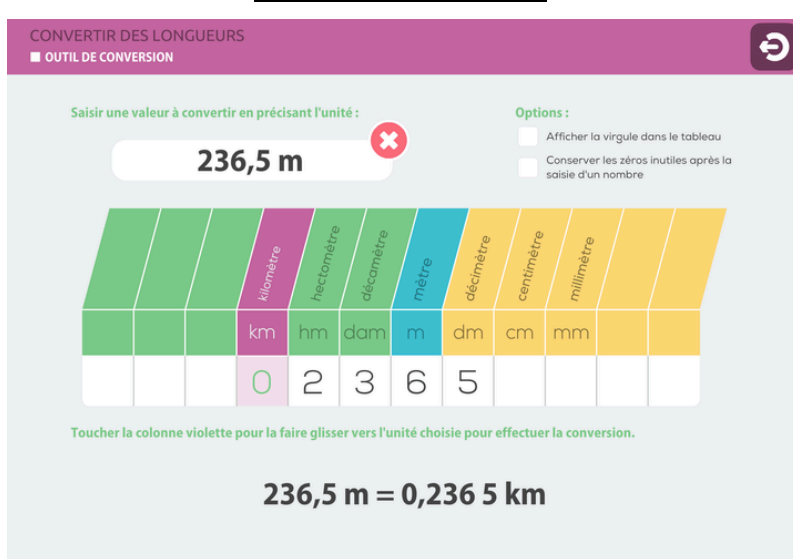 CONVERTIR DES LONGUEURS
OUTIL DE CONVERSION
Saisir une valeur à convertir en précisant l'unité :
236,5 m
Options :
Afficher la virgule dans le tableau
Conserver les zéros inutiles après la
saisie d'un nombre
kilomètre hectomètre décamètre mètre décimètre centimètre millimètre
km hm dam m dm cm mm
0 2 3 6 5
Toucher la colonne violette pour la faire glisser vers l'unité choisie pour effectuer la conversion.
236,5 m = 0,236 5 km